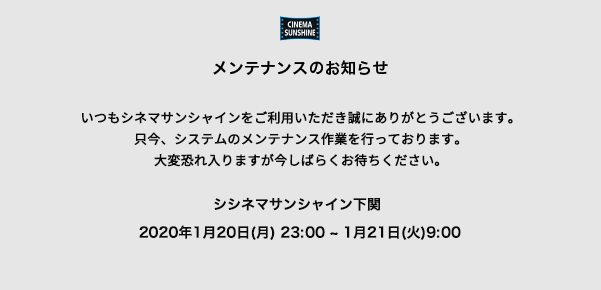 CINEMA
SUNSHINE
メンテナンスのお知らせ
いつもシネマサンシャインをご利用いただき誠にありがとうございます。
只今、システムのメンテナンス作業を行っております。
大変恐れ入りますが今しばらくお待ちください。
シシネマサンシャイン下関
2020年1月20日(月) 23:00 ~ 1月21日(火)9:00